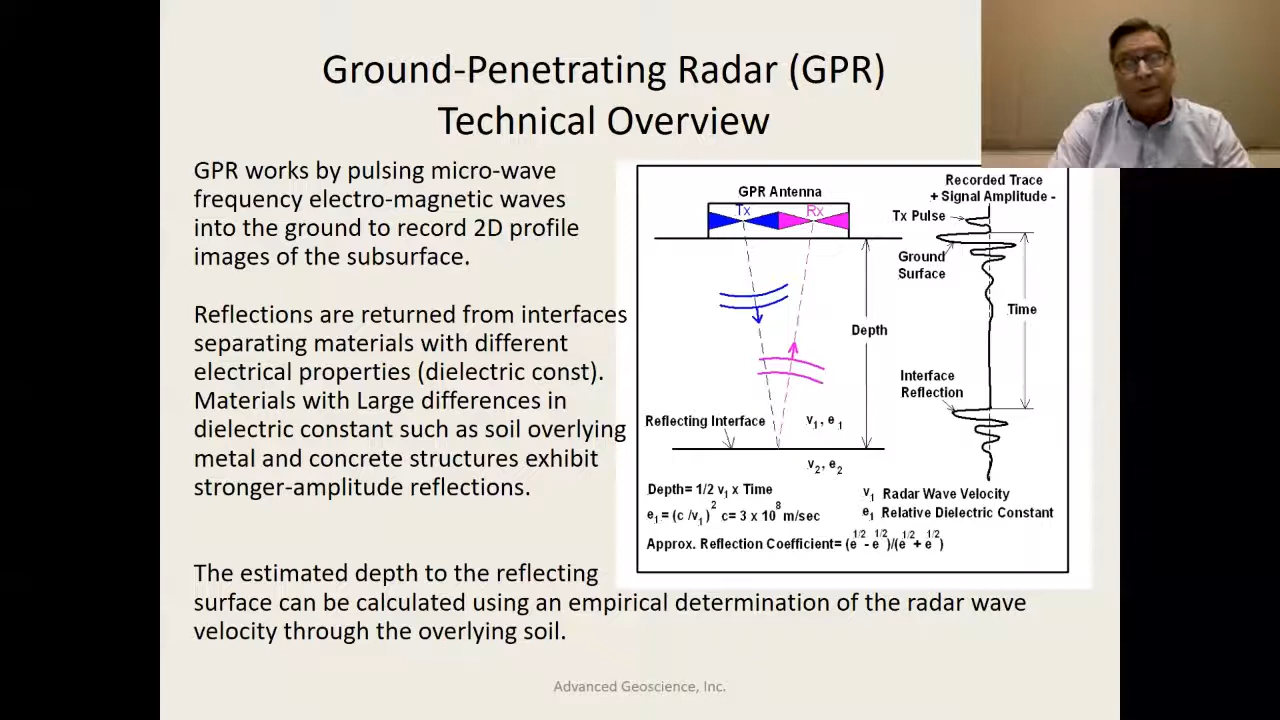 Ground-Penetrating Radar (GPR)
Technical Overview
GPR works by pulsing micro-wave
frequency electro-magnetic waves
into the ground to record 2D profile
images of the subsurface.
Reflections are returned from interfaces
separating materials with different
electrical properties (dielectric const).
Materials with Large differences in
dielectric constant such as soil overlying
metal and concrete structures exhibit
stronger-amplitude reflections.
The estimated depth to the reflecting
surface can be calculated using an empirical determination of the radar wave
velocity through the overlying soil.
GPR Antenna
Tx
Rx
Recorded Trace
+ Signal Amplitude -
Tx Pulse
Ground
Surface
Time
Depth
Interface
Reflection
Reflecting Interface
v1, e1
v2, e2
Depth= 1/2 v1 x Time
e1 = (c /v1)2 c= 3 x 108 m/sec
Approx. Reflection Coefficient= (e1/2- e1/2)/(e1/2+ e1/2)
v1 Radar Wave Velocity
e1 Relative Dielectric Constant
Advanced Geoscience, Inc.